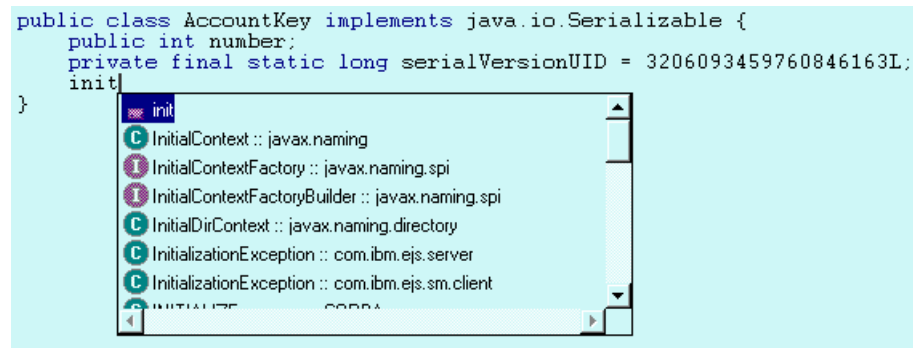 public class AccountKey implements java.io.Serializable {
public int number;
private final static long serialVersionUID = 3206093459760846163L;
init
}
init
C InitialContext :: javax.naming
I InitialContextFactory :: javax.naming.spi
I InitialContextFactoryBuilder :: javax.naming.spi
C InitialDirContext :: javax.naming.directory
C InitializationException :: com.ibm.ejs.server
C InitializationException :: com.ibm.ejs.sm.client